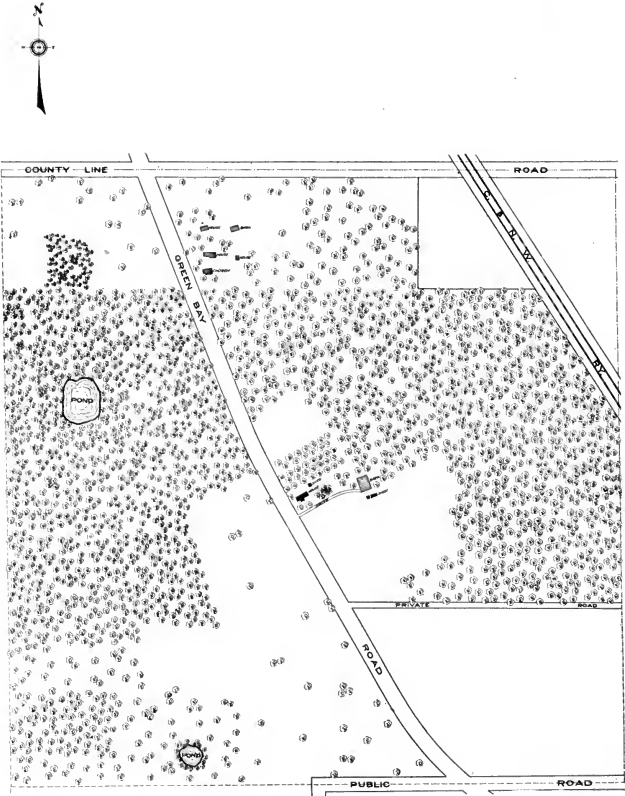 N
COUNTY LINE ROAD
C. & N. W. RY.
GREEN BAY ROAD
POND
PRIVATE ROAD
POND
PUBLIC ROAD